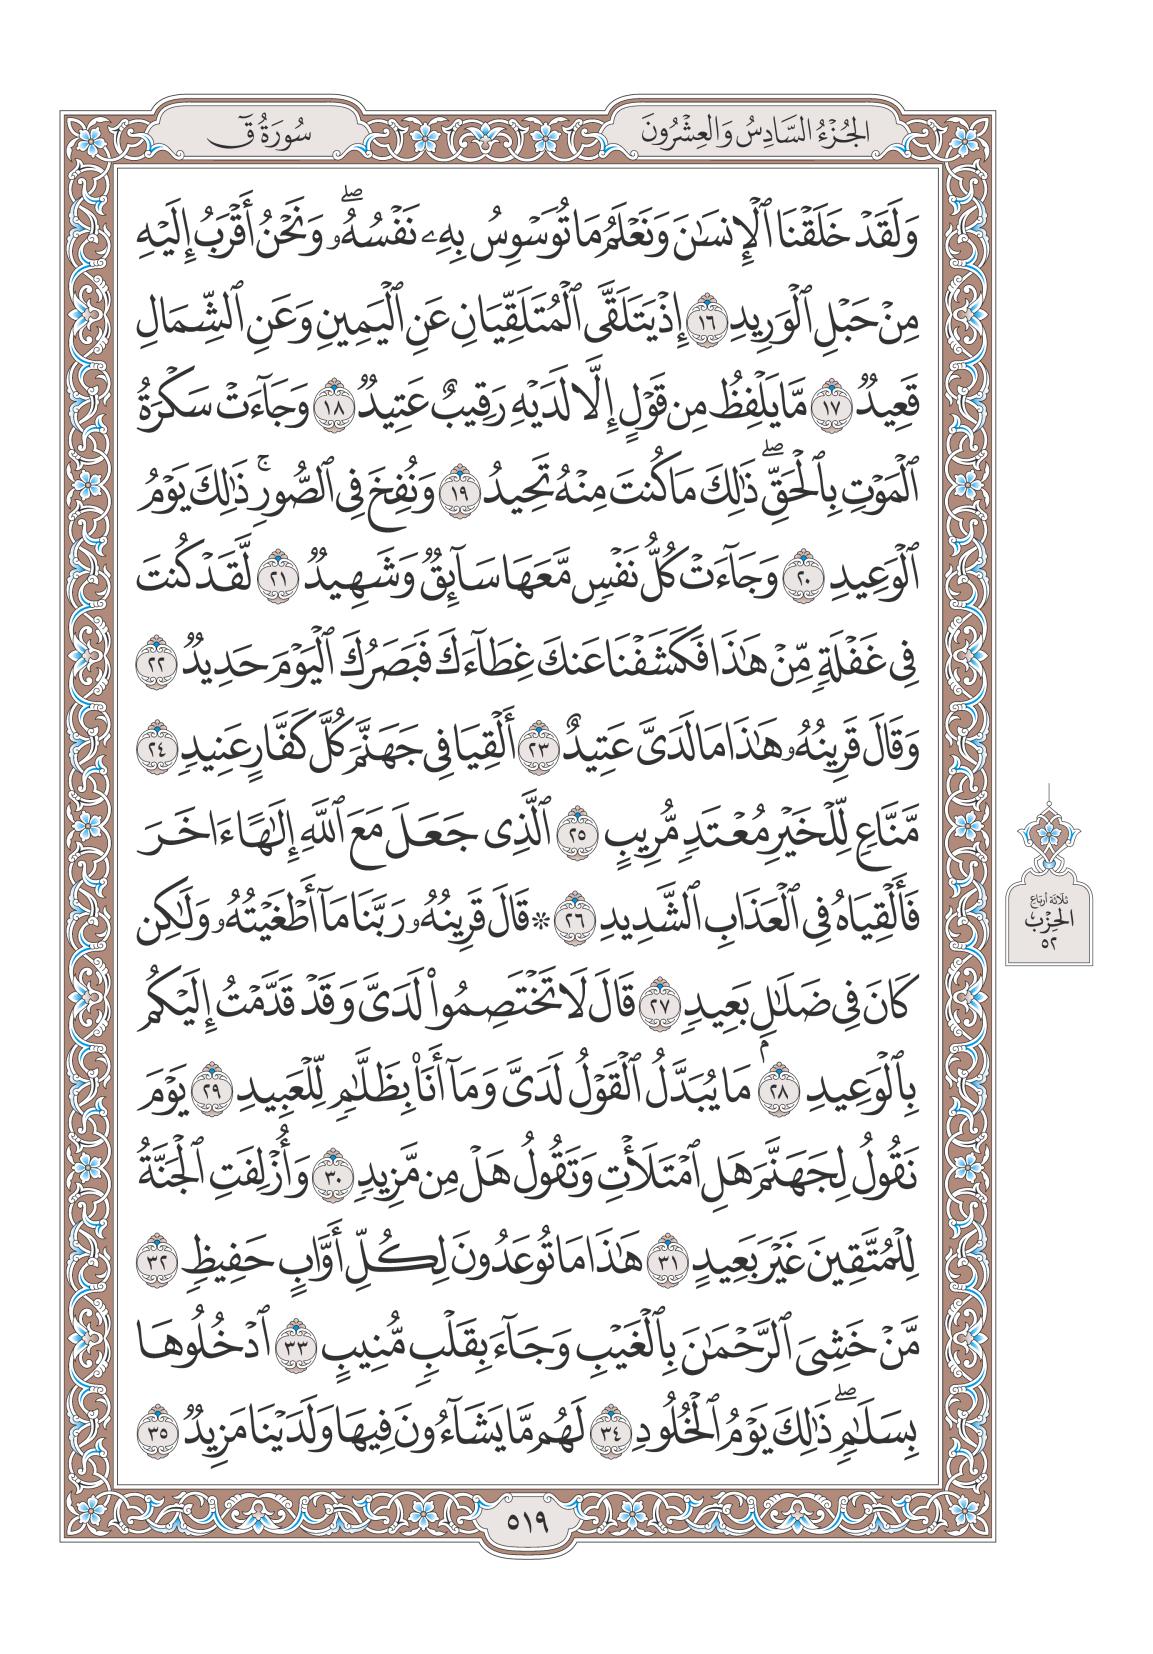 الجُزْءُ السَّادِسُ وَالعِشْرُونَ
سُورَةُ قٓ
وَلَقَدْ خَلَقْنَا ٱلْإِنسَٰنَ وَنَعْلَمُ مَا تُوَسْوِسُ بِهِۦ نَفْسُهُۥۖ وَنَحْنُ أَقْرَبُ إِلَيْهِ
مِنْ حَبْلِ ٱلْوَرِيدِ ١٦ إِذْ يَتَلَقَّى ٱلْمُتَلَقِّيَانِ عَنِ ٱلْيَمِينِ وَعَنِ ٱلشِّمَالِ
قَعِيدٌ ١٧ مَّا يَلْفِظُ مِن قَوْلٍ إِلَّا لَدَيْهِ رَقِيبٌ عَتِيدٌ ١٨ وَجَآءَتْ سَكْرَةُ
ٱلْمَوْتِ بِٱلْحَقِّۖ ذَٰلِكَ مَا كُنتَ مِنْهُ تَحِيدُ ١٩ وَنُفِخَ فِى ٱلصُّورِۚ ذَٰلِكَ يَوْمُ
ٱلْوَعِيدِ ٢٠ وَجَآءَتْ كُلُّ نَفْسٍ مَّعَهَا سَآئِقٌ وَشَهِيدٌ ٢١ لَّقَدْ كُنتَ
فِى غَفْلَةٍ مِّنْ هَٰذَا فَكَشَفْنَا عَنكَ غِطَآءَكَ فَبَصَرُكَ ٱلْيَوْمَ حَدِيدٌ ٢٢
وَقَالَ قَرِينُهُۥ هَٰذَا مَا لَدَىَّ عَتِيدٌ ٢٣ أَلْقِيَا فِى جَهَنَّمَ كُلَّ كَفَّارٍ عَنِيدٍ ٢٤
مَّنَّاعٍ لِّلْخَيْرِ مُعْتَدٍ مُّرِيبٍ ٢٥ ٱلَّذِى جَعَلَ مَعَ ٱللَّهِ إِلَٰهًا ءَاخَرَ
فَأَلْقِيَاهُ فِى ٱلْعَذَابِ ٱلشَّدِيدِ ٢٦ * قَالَ قَرِينُهُۥ رَبَّنَا مَآ أَطْغَيْتُهُۥ وَلَٰكِن
كَانَ فِى ضَلَٰلٍۭ بَعِيدٍ ٢٧ قَالَ لَا تَخْتَصِمُوا۟ لَدَىَّ وَقَدْ قَدَّمْتُ إِلَيْكُم
بِٱلْوَعِيدِ ٢٨ مَا يُبَدَّلُ ٱلْقَوْلُ لَدَىَّ وَمَآ أَنَا۠ بِظَلَّٰمٍ لِّلْعَبِيدِ ٢٩ يَوْمَ
نَقُولُ لِجَهَنَّمَ هَلِ ٱمْتَلَأْتِ وَتَقُولُ هَلْ مِن مَّزِيدٍ ٣٠ وَأُزْلِفَتِ ٱلْجَنَّةُ
لِلْمُتَّقِينَ غَيْرَ بَعِيدٍ ٣١ هَٰذَا مَا تُوعَدُونَ لِكُلِّ أَوَّابٍ حَفِيظٍ ٣٢
مَّنْ خَشِىَ ٱلرَّحْمَٰنَ بِٱلْغَيْبِ وَجَآءَ بِقَلْبٍ مُّنِيبٍ ٣٣ ٱدْخُلُوهَا
بِسَلَٰمٍۖ ذَٰلِكَ يَوْمُ ٱلْخُلُودِ ٣٤ لَهُم مَّا يَشَآءُونَ فِيهَا وَلَدَيْنَا مَزِيدٌ ٣٥
ثلاثة أرباع
الحِزْب
٥٢
٥١٩